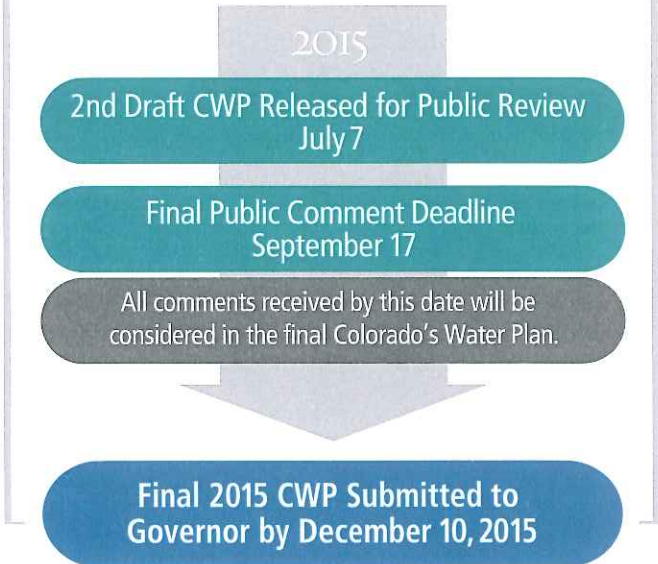 2015
2nd Draft CWP Released for Public Review
July 7
Final Public Comment Deadline
September 17
All comments received by this date will be
considered in the final Colorado's Water Plan.
Final 2015 CWP Submitted to
Governor by December 10, 2015